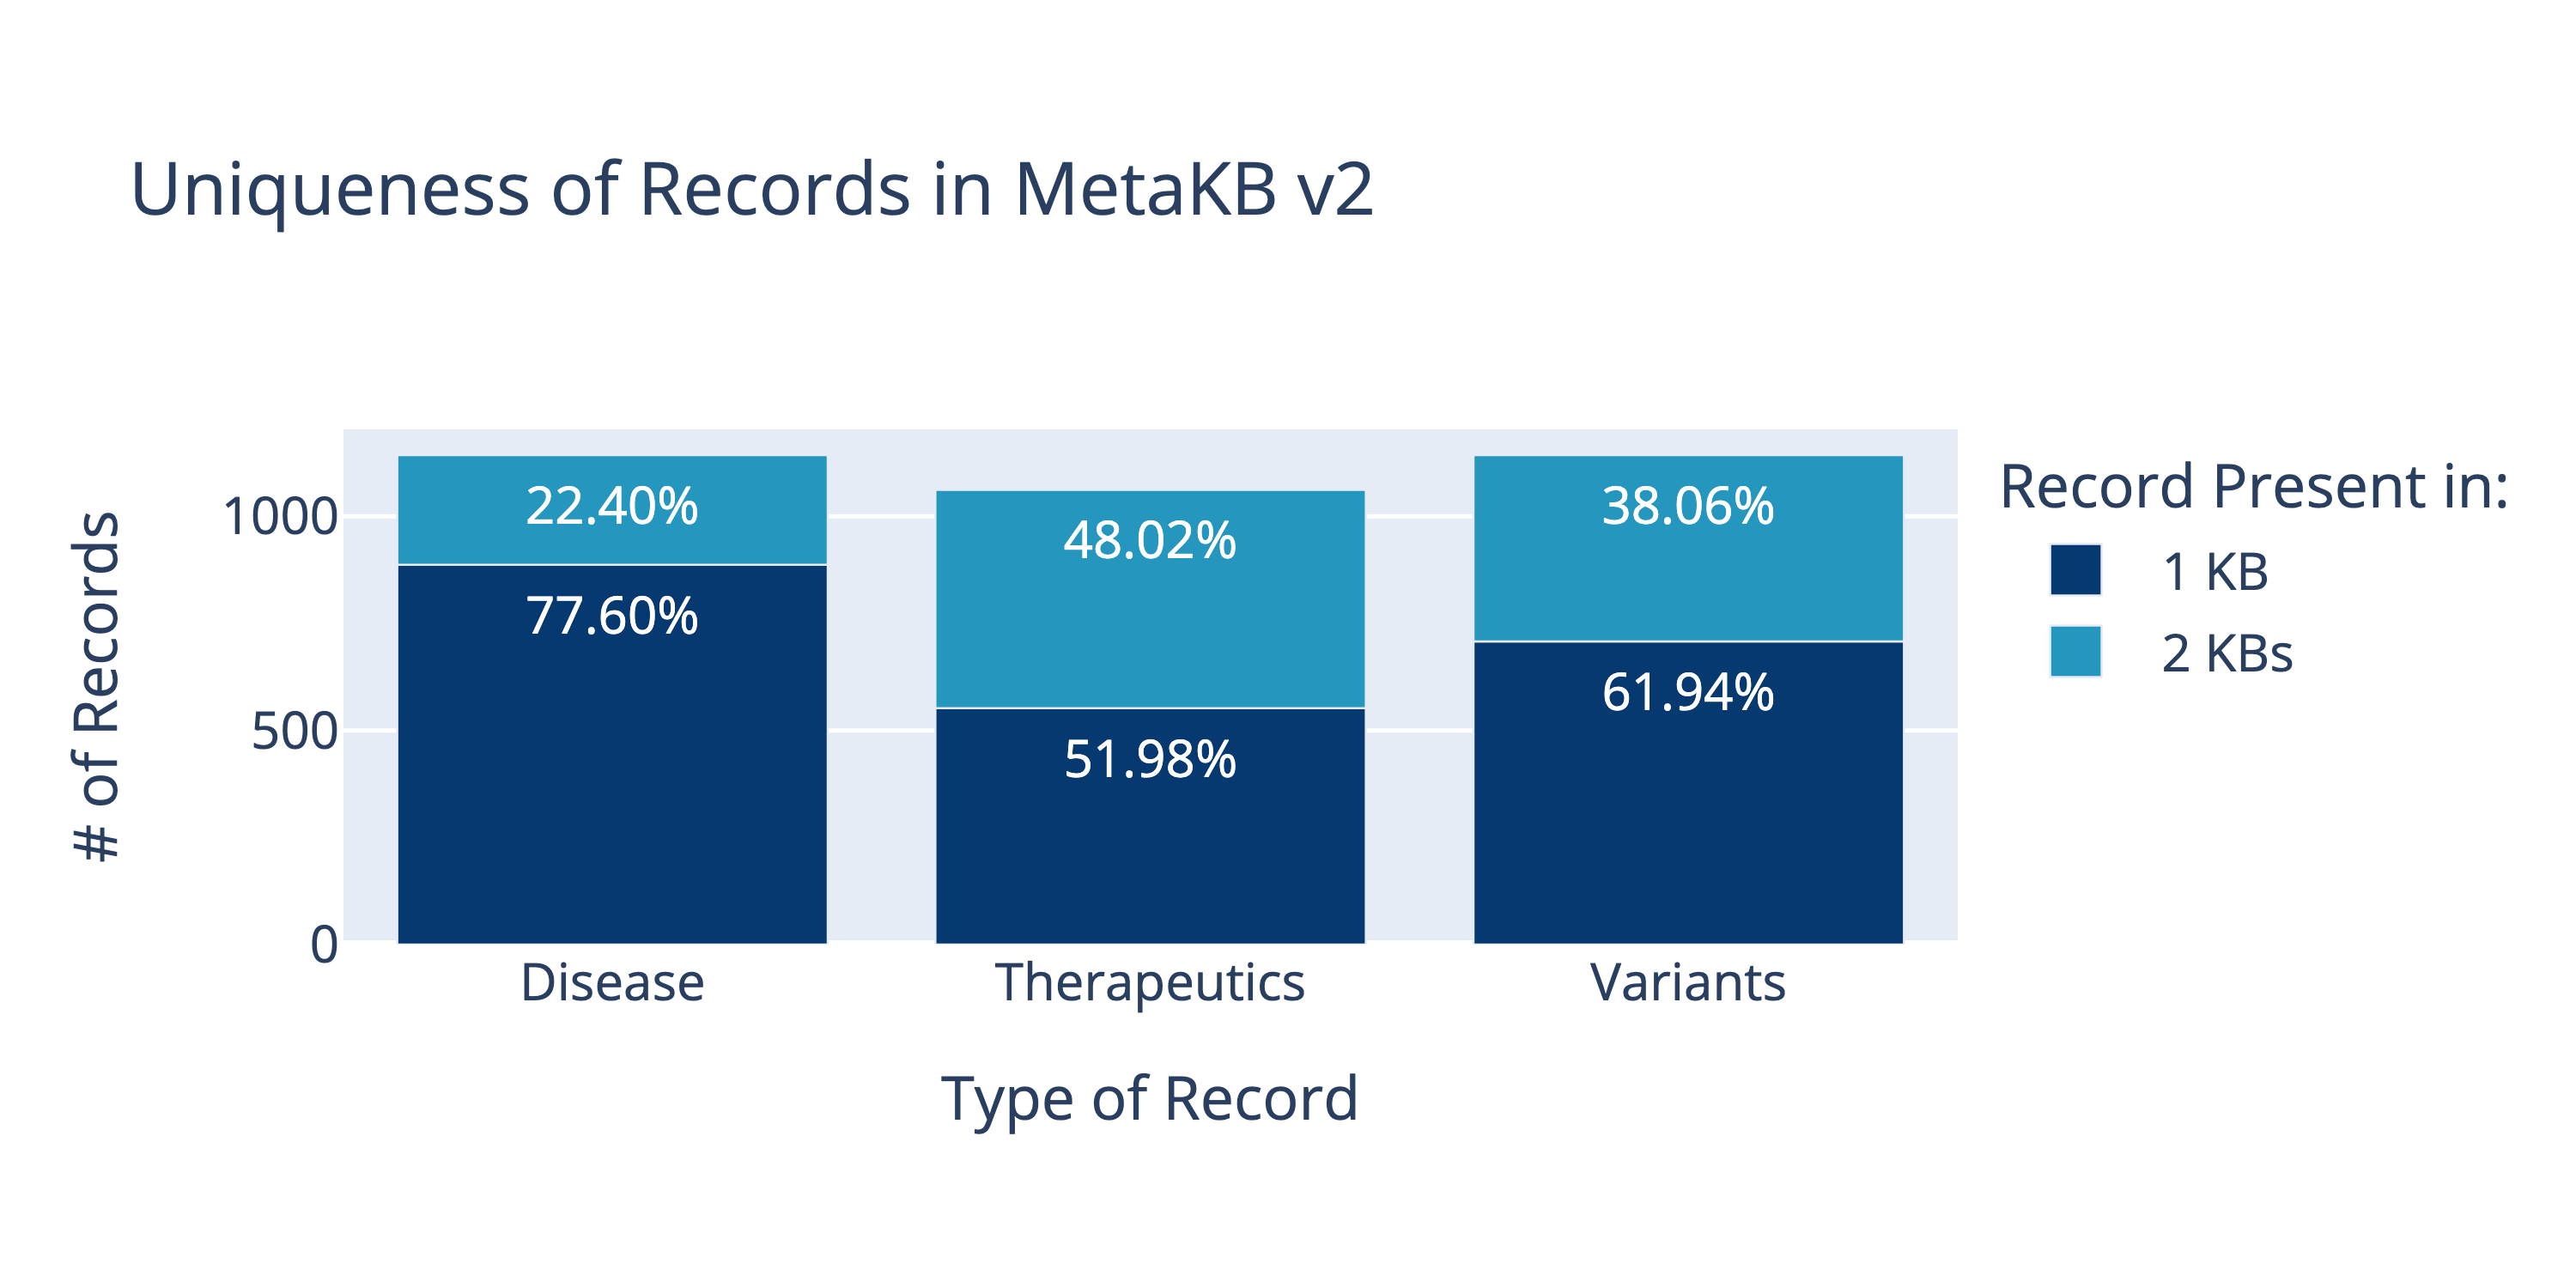 Uniqueness of Records in MetaKB v2
# of Records
1000
500
0
22.40%
77.60%
48.02%
51.98%
38.06%
61.94%
Disease
Therapeutics
Variants
Type of Record
Record Present in:
1 KB
2 KBs